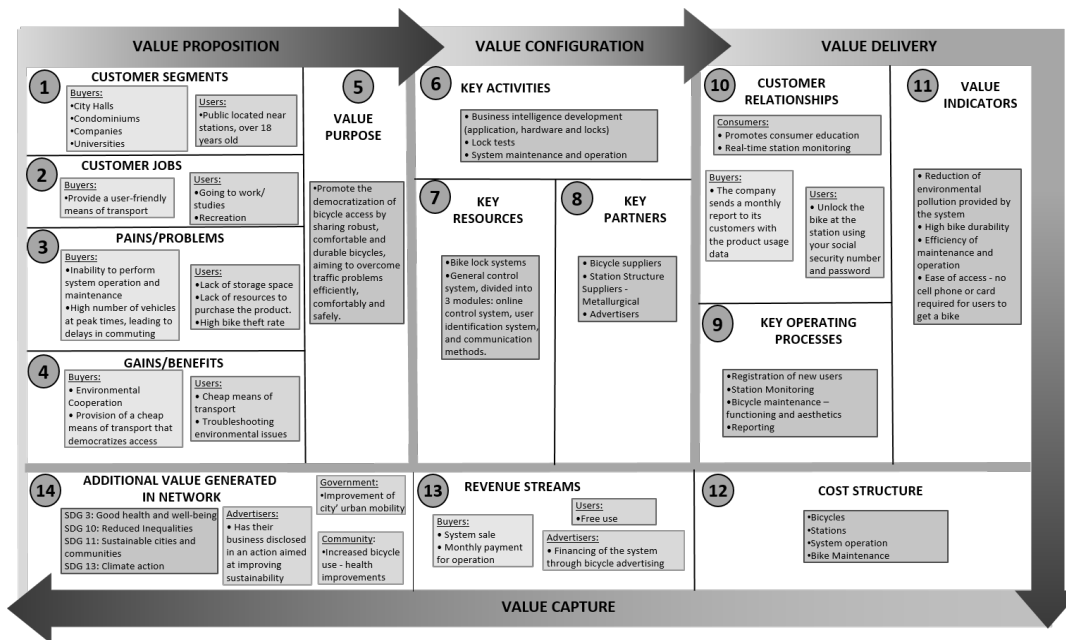 VALUE PROPOSITION
VALUE CONFIGURATION
VALUE DELIVERY
1
CUSTOMER SEGMENTS
Buyers:
•City Halls
•Condominiums
•Companies
•Universities
Users:
•Public located near
stations, over 18
years old
2
CUSTOMER JOBS
Buyers:
•Provide a user-friendly
means of transport
Users:
•Going to work/
studies
•Recreation
3
PAINS/PROBLEMS
Buyers:
•Inability to perform
system operation and
maintenance
•High number of vehicles
at peak times, leading to
delays in commuting
Users:
•Lack of storage space
•Lack of resources to
purchase the product.
•High bike theft rate
4
GAINS/BENEFITS
Buyers:
• Environmental
Cooperation
• Provision of a cheap
means of transport that
democratizes access
Users:
• Cheap means of
transport
• Troubleshooting
environmental issues
5
VALUE
PURPOSE
•Promote the
democratization of
bicycle access by
sharing robust,
comfortable and
durable bicycles,
aiming to overcome
traffic problems
efficiently,
comfortably and
safely.
6
KEY ACTIVITIES
• Business intelligence development
(application, hardware and locks)
• Lock tests
• System maintenance and operation
7
KEY
RESOURCES
•Bike lock systems
•General control
system, divided into
3 modules: online
control system, user
identification system,
and communication
methods.
8
KEY
PARTNERS
• Bicycle suppliers
• Station Structure
Suppliers -
Metallurgical
• Advertisers
10
CUSTOMER
RELATIONSHIPS
Consumers:
• Promotes consumer education
• Real-time station monitoring
Buyers:
• The company
sends a monthly
report to its
customers with
the product usage
data
Users:
• Unlock the
bike at the
station using
your social
security number
and password
9
KEY OPERATING
PROCESSES
•Registration of new users
•Station Monitoring
•Bicycle maintenance –
functioning and aesthetics
•Reporting
11
VALUE
INDICATORS
• Reduction of
environmental
pollution provided by
the system
• High bike durability
• Efficiency of
maintenance and
operation
• Ease of access - no
cell phone or card
required for users to
get a bike
14
ADDITIONAL VALUE GENERATED
IN NETWORK
SDG 3: Good health and well-being
SDG 10: Reduced Inequalities
SDG 11: Sustainable cities and
communities
SDG 13: Climate action
Advertisers:
• Has their
business disclosed
in an action aimed
at improving
sustainability
Government:
•Improvement of
city' urban mobility
Community:
•Increased bicycle
use - health
improvements
13
REVENUE STREAMS
Buyers:
• System sale
• Monthly payment
for operation
Users:
•Free use
Advertisers:
• Financing of the system
through bicycle advertising
12
COST STRUCTURE
•Bicycles
•Stations
•System operation
•Bike Maintenance
VALUE CAPTURE